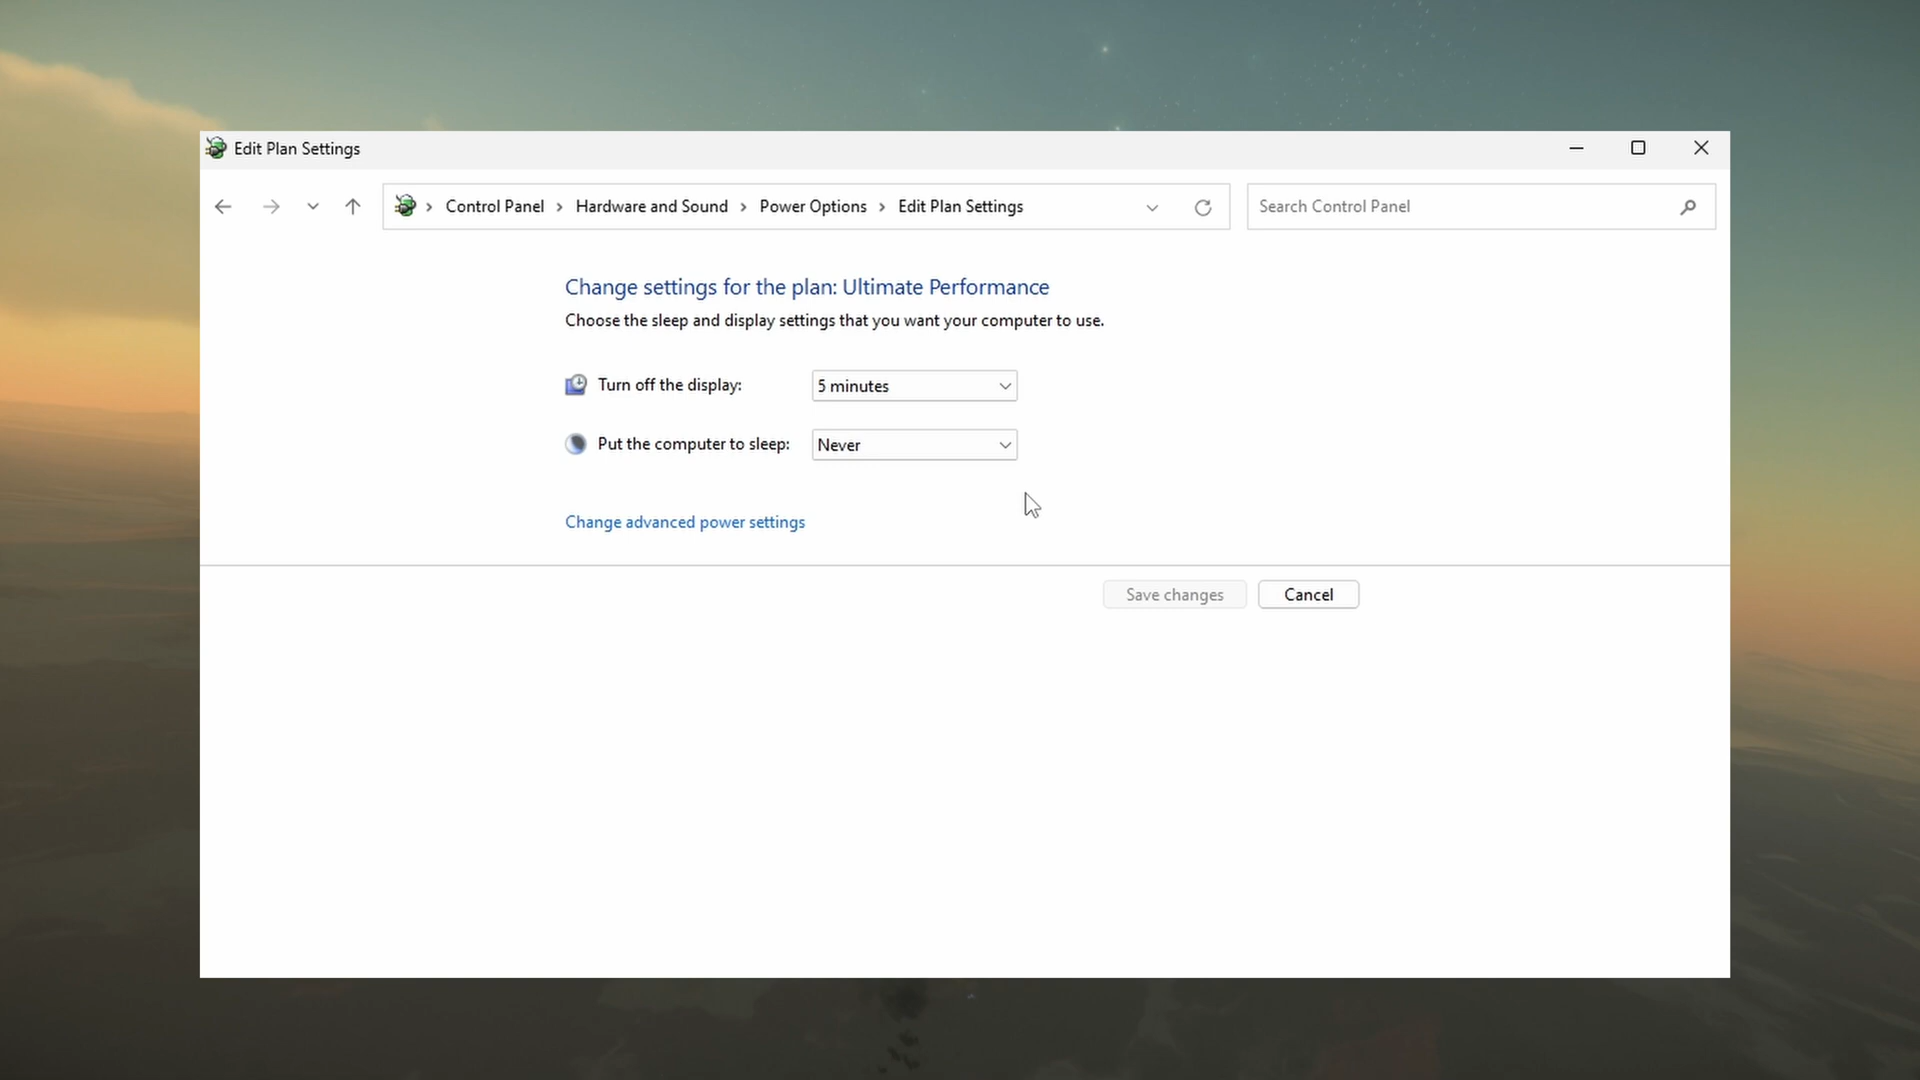 Edit Plan Settings
Control Panel > Hardware and Sound > Power Options > Edit Plan Settings
Search Control Panel
Change settings for the plan: Ultimate Performance
Choose the sleep and display settings that you want your computer to use.
Turn off the display: 5 minutes
Put the computer to sleep: Never
Change advanced power settings
Save changes Cancel